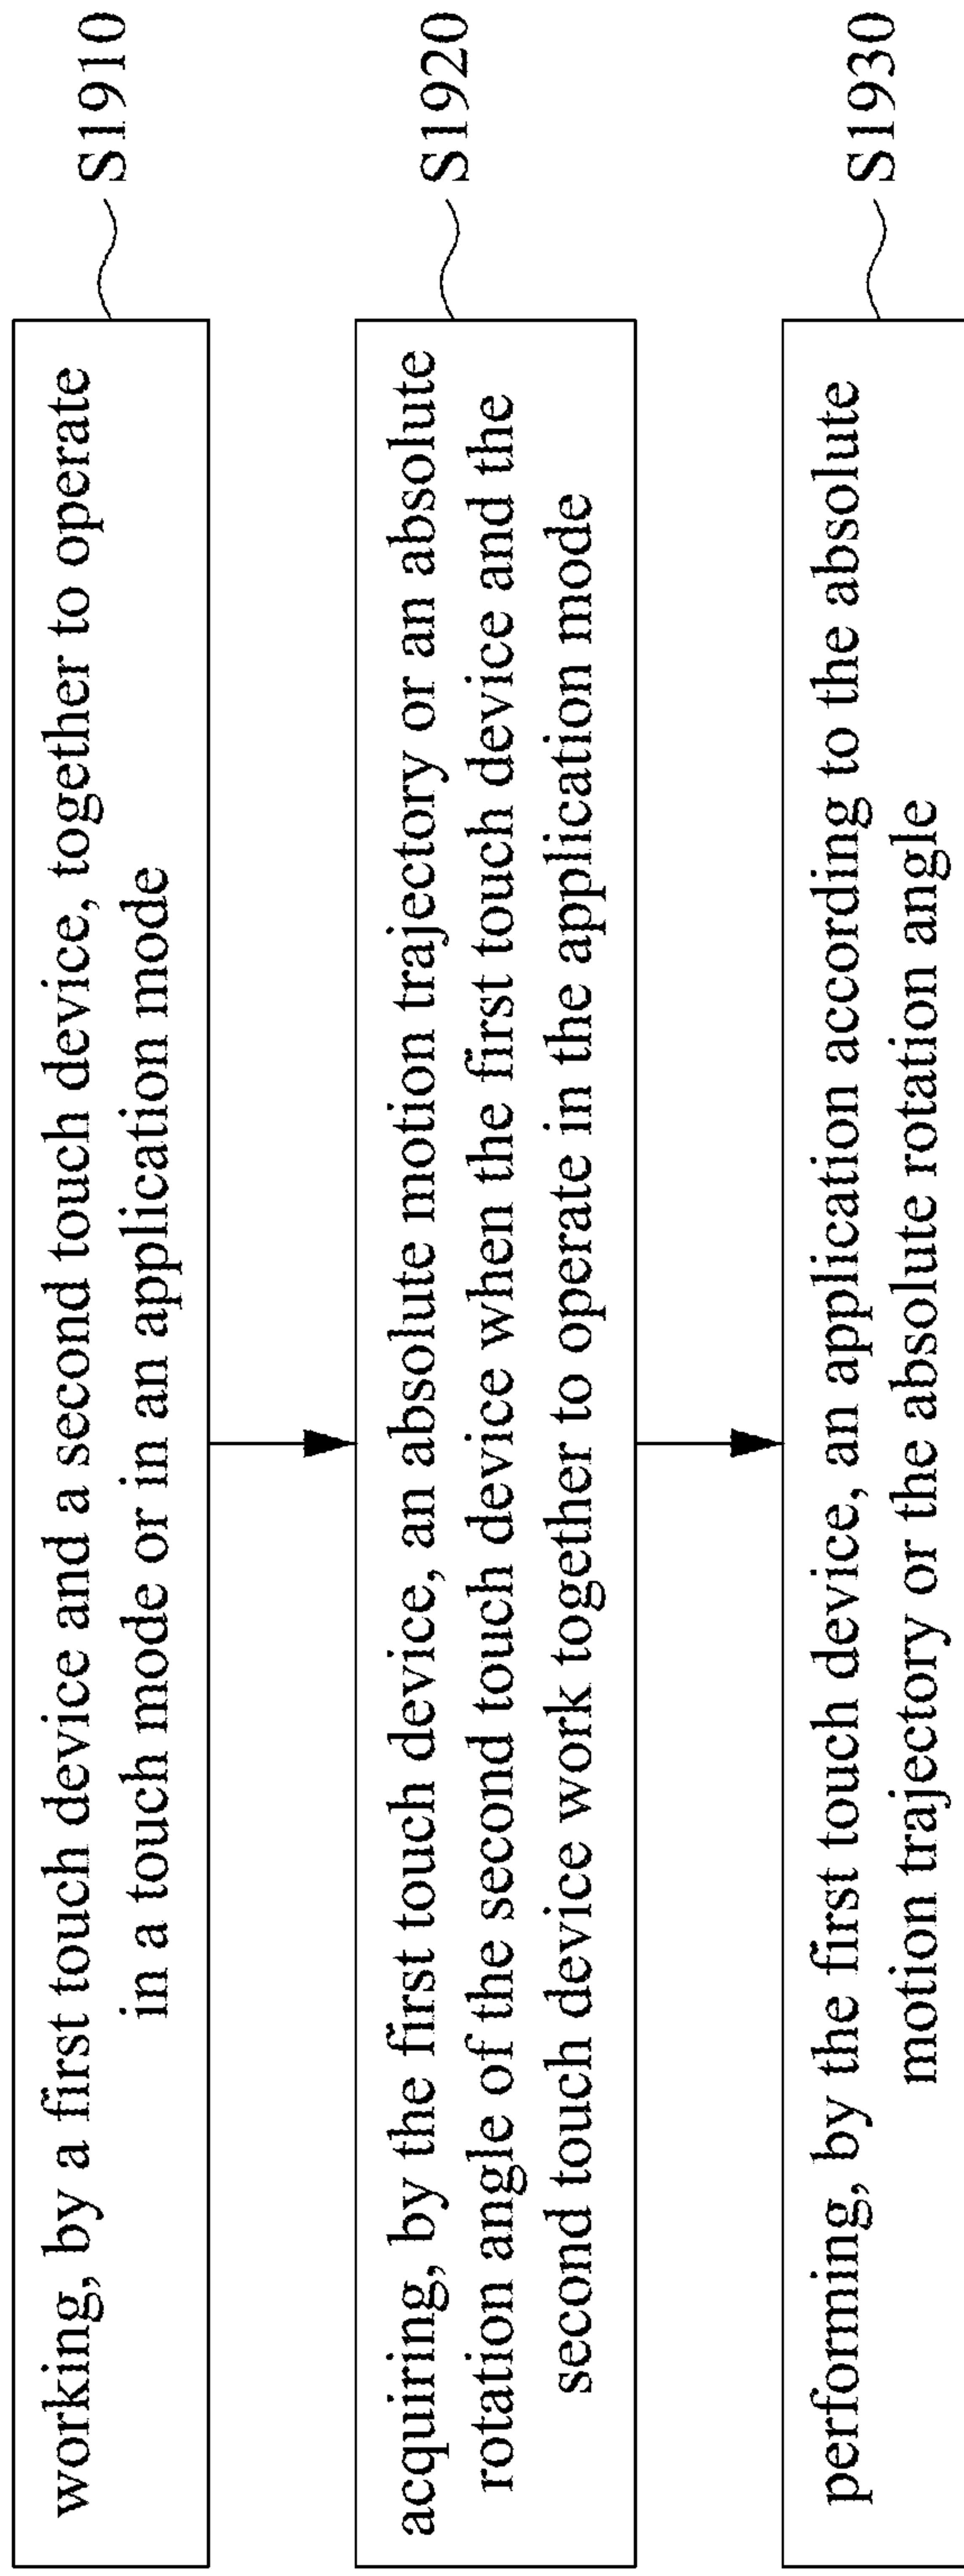 working, by a first touch device and a second touch device, together to operate
in a touch mode or in an application mode
S1910
acquiring, by the first touch device, an absolute motion trajectory or an absolute
rotation angle of the second touch device when the first touch device and the
second touch device work together to operate in the application mode
S1920
performing, by the first touch device, an application according to the absolute
motion trajectory or the absolute rotation angle
S1930